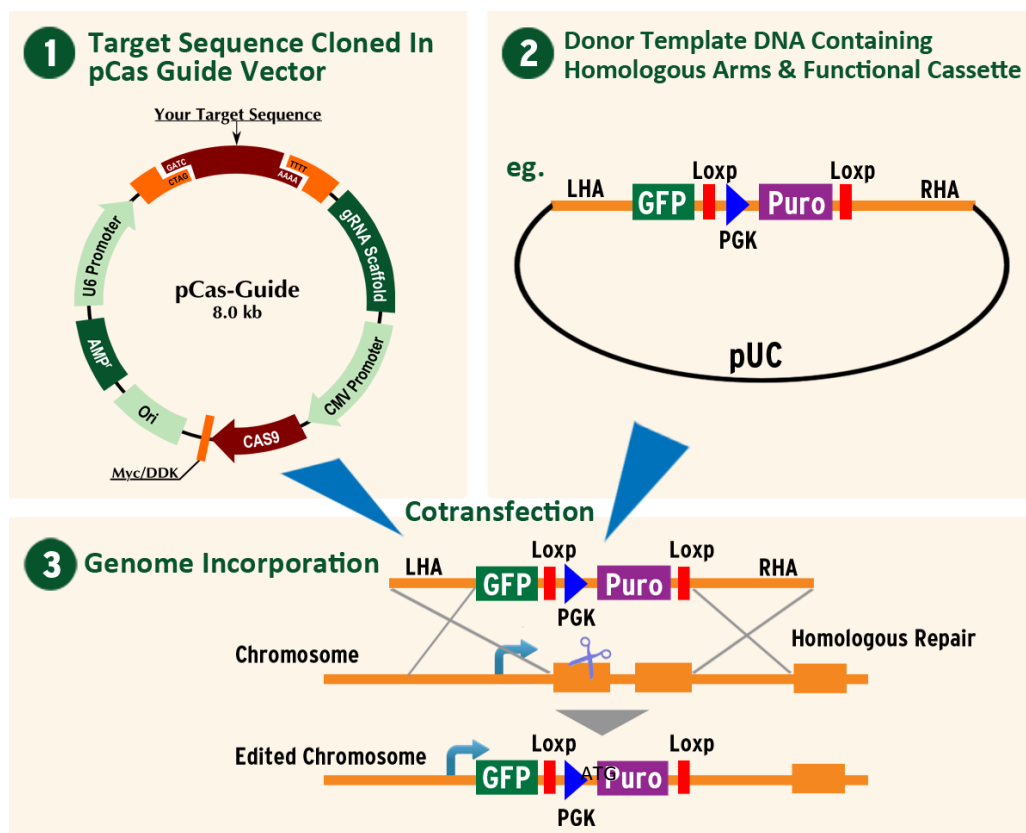 1
Target Sequence Cloned In
pCas Guide Vector
Your Target Sequence
GATC
CTAG
TTTT
AAAA
U6 Promoter
gRNA Scaffold
pCas-Guide
8.0 kb
AMPr
CMV Promoter
Ori
CAS9
Myc/DDK
2
Donor Template DNA Containing
Homologous Arms & Functional Cassette
eg.
LHA
Loxp
Loxp
RHA
GFP
Puro
PGK
pUC
Cotransfection
3
Genome Incorporation
LHA
Loxp
Loxp
RHA
GFP
Puro
PGK
Homologous Repair
Chromosome
Edited Chromosome
Loxp
Loxp
GFP
ATG
Puro
PGK